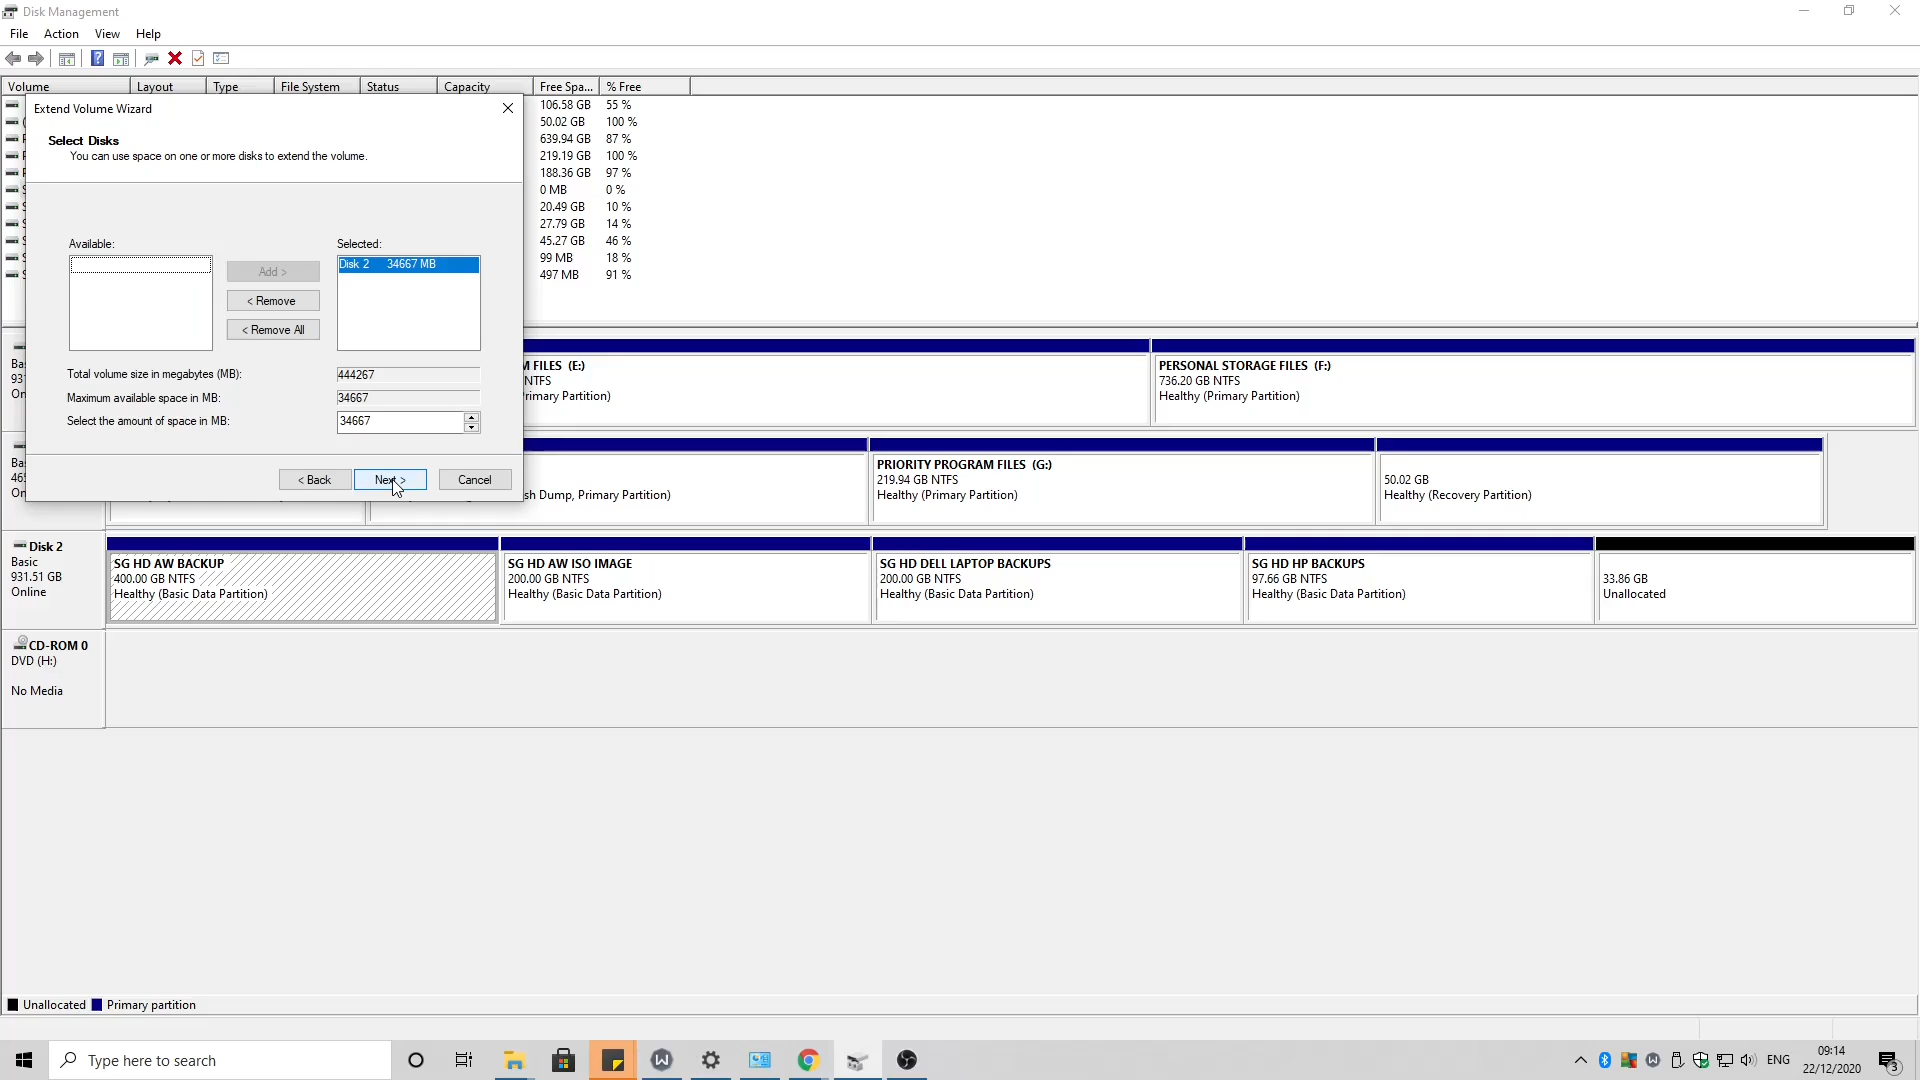 Disk Management
File Action View Help
Volume Layout Type File System Status Capacity Free Spa... % Free
106.58 GB 55 %
50.02 GB 100 %
639.94 GB 87 %
219.19 GB 100 %
188.36 GB 97 %
0 MB 0 %
20.49 GB 10 %
27.79 GB 14 %
45.27 GB 46 %
99 MB 18 %
497 MB 91 %
Extend Volume Wizard
Select Disks
You can use space on one or more disks to extend the volume.
Available:
Selected:
Disk 2 34667 MB
Add >
< Remove
< Remove All
Total volume size in megabytes (MB): 444267
Maximum available space in MB: 34667
Select the amount of space in MB: 34667
< Back Next > Cancel
FILES (E:)
NTFS
Partition)
PERSONAL STORAGE FILES (F:)
736.20 GB NTFS
Healthy (Primary Partition)
Dump, Primary Partition)
PRIORITY PROGRAM FILES (G:)
219.94 GB NTFS
Healthy (Primary Partition)
50.02 GB
Healthy (Recovery Partition)
Disk 2
Basic
931.51 GB
Online
SG HD AW BACKUP
400.00 GB NTFS
Healthy (Basic Data Partition)
SG HD AW ISO IMAGE
200.00 GB NTFS
Healthy (Basic Data Partition)
SG HD DELL LAPTOP BACKUPS
200.00 GB NTFS
Healthy (Basic Data Partition)
SG HD HP BACKUPS
97.66 GB NTFS
Healthy (Basic Data Partition)
33.86 GB
Unallocated
CD-ROM 0
DVD (H:)
No Media
Unallocated Primary partition
Type here to search
ENG
09:14
22/12/2020
3